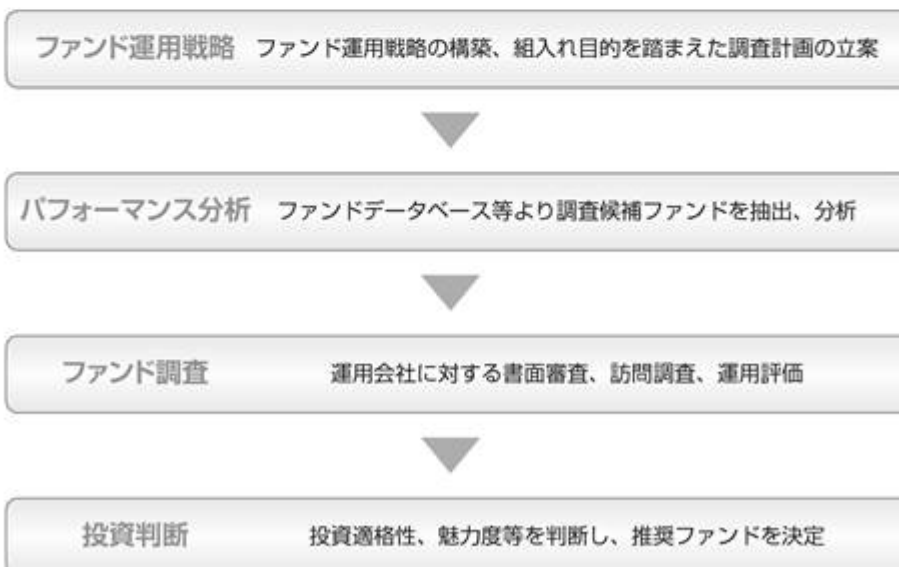 ファンド運用戦略 ファンド運用戦略の構築、組入れ目的を踏まえた調査計画の立案
パフォーマンス分析 ファンドデータベース等より調査候補ファンドを抽出、分析
ファンド調査 運用会社に対する書面審査、訪問調査、運用評価
投資判断 投資適格性、魅力度等を判断し、推奨ファンドを決定